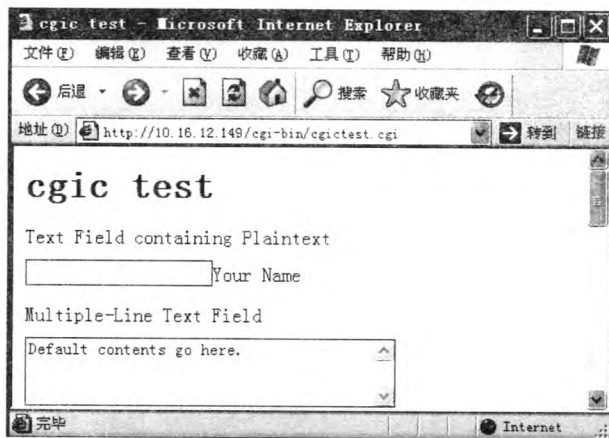 cgic test - Microsoft Internet Explorer
文件(F) 编辑(E) 查看(V) 收藏(A) 工具(T) 帮助(H)
后退 搜索 收藏夹
地址(D) http://10.16.12.149/cgi-bin/cgictest.cgi 转到 链接
cgic test
Text Field containing Plaintext
Your Name
Multiple-Line Text Field
Default contents go here.
完毕 Internet